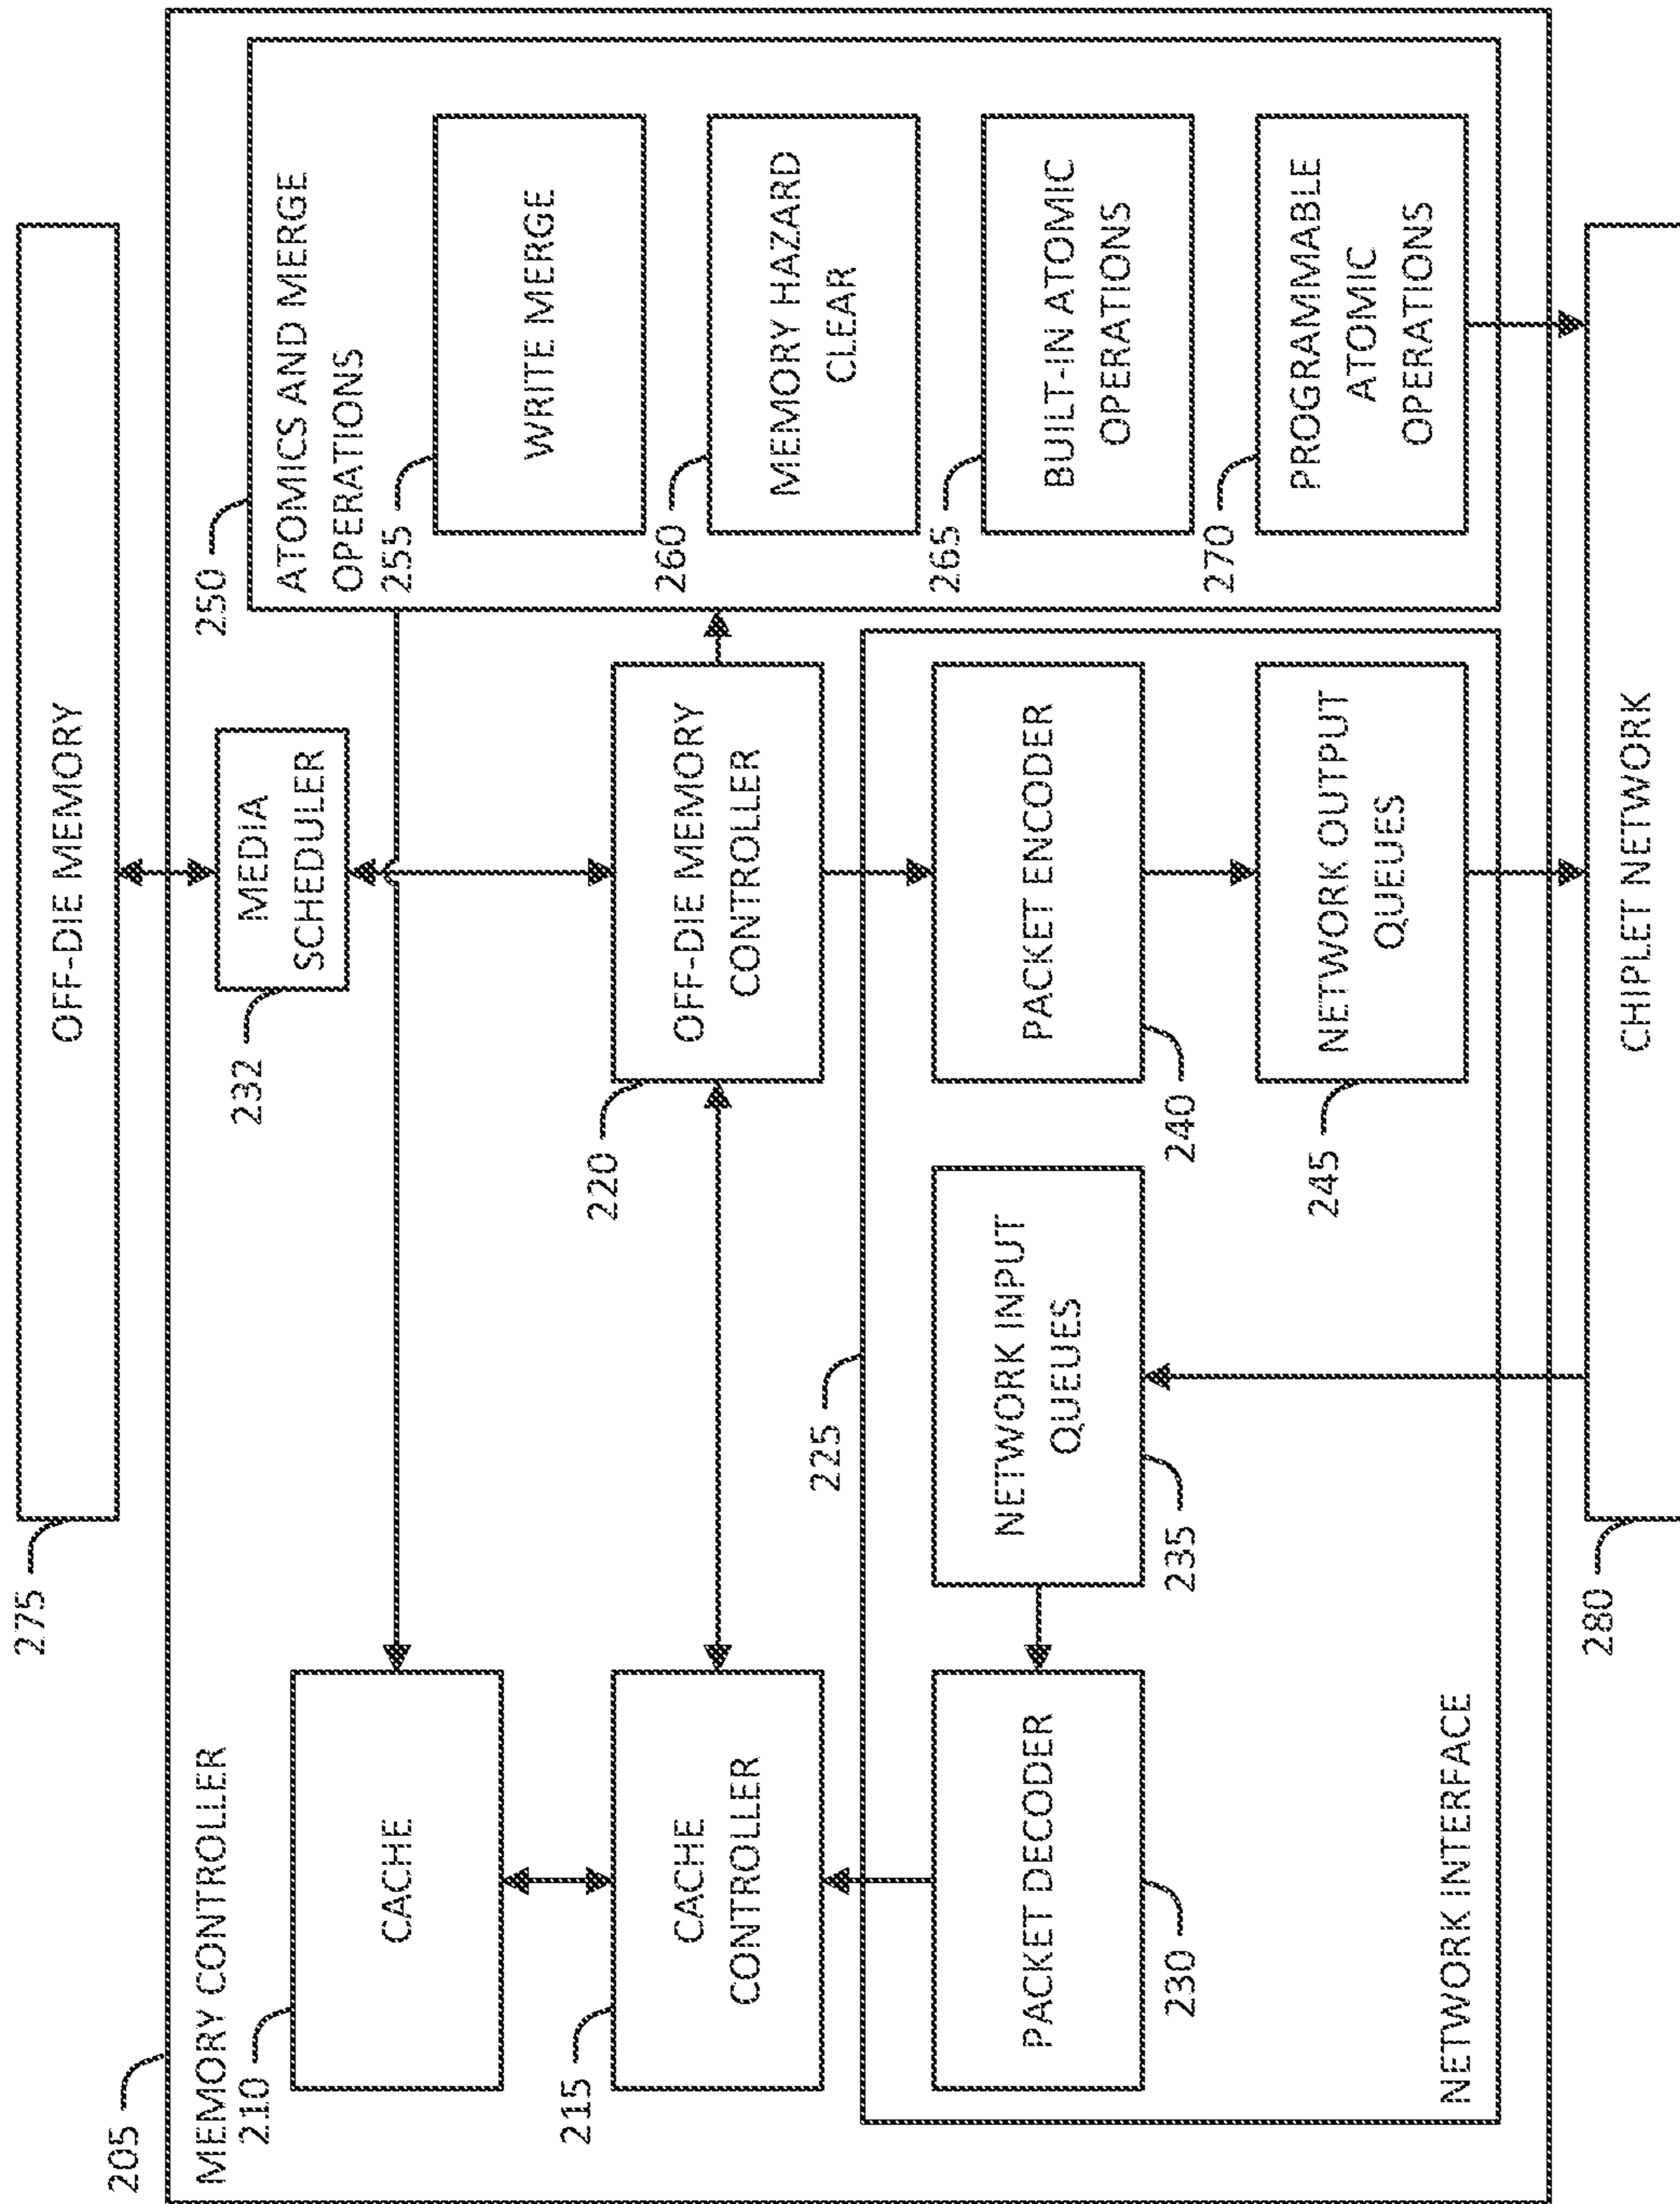 275
OFF-DIE MEMORY
205
MEMORY CONTROLLER
232
MEDIA
SCHEDULER
250
ATOMICS AND MERGE
OPERATIONS
210
CACHE
255
WRITE MERGE
215
CACHE
CONTROLLER
220
OFF-DIE MEMORY
CONTROLLER
260
MEMORY HAZARD
CLEAR
225
PACKET DECODER
230
NETWORK INPUT
QUEUES
235
PACKET ENCODER
240
265
BUILT-IN ATOMIC
OPERATIONS
245
NETWORK OUTPUT
QUEUES
270
PROGRAMMABLE
ATOMIC
OPERATIONS
NETWORK INTERFACE
280
CHIPLET NETWORK